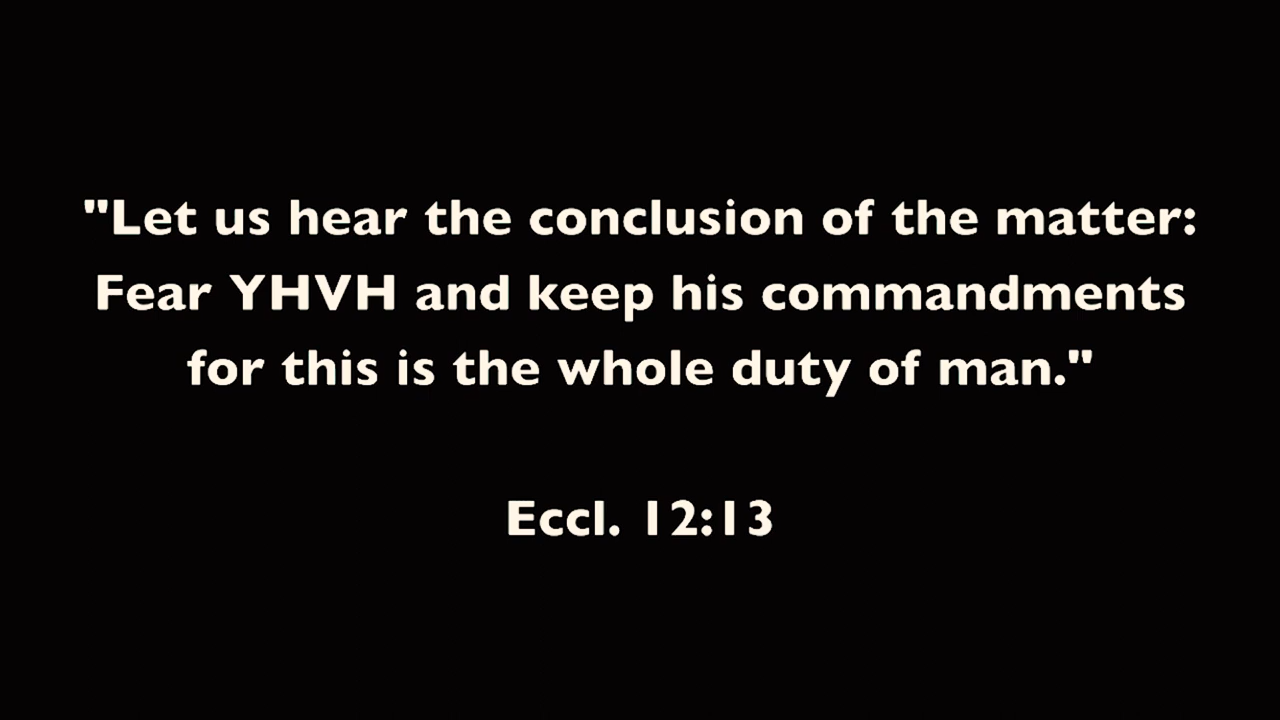 "Let us hear the conclusion of the matter:
Fear YHVH and keep his commandments
for this is the whole duty of man."
Eccl. 12:13